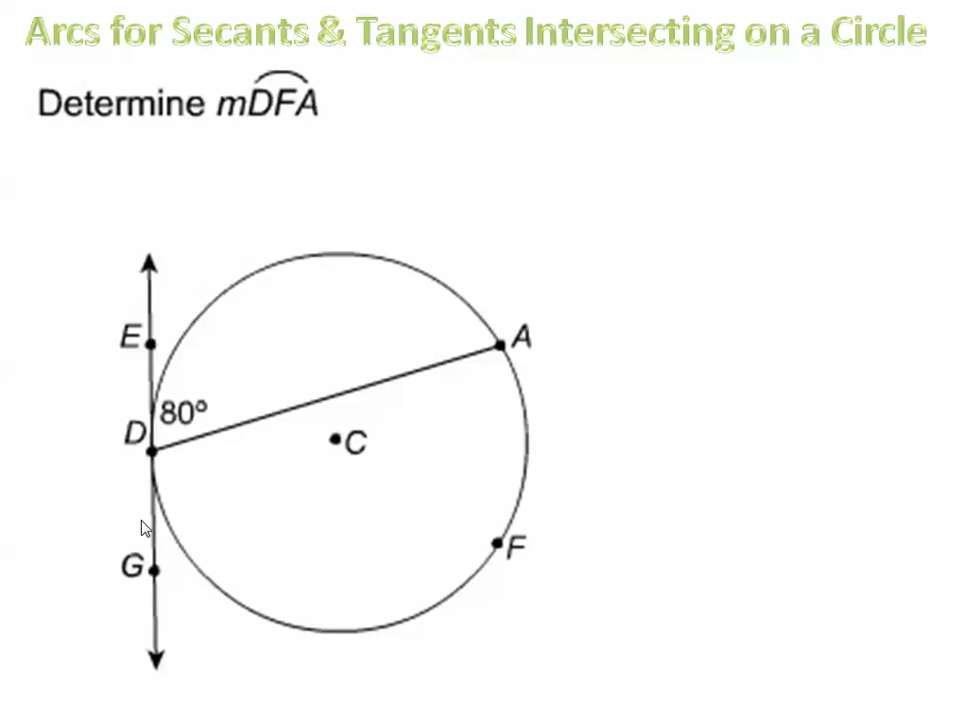 Arcs for Secants & Tangents Intersecting on a Circle
Determine mDFA
E
A
80°
D
C
F
G